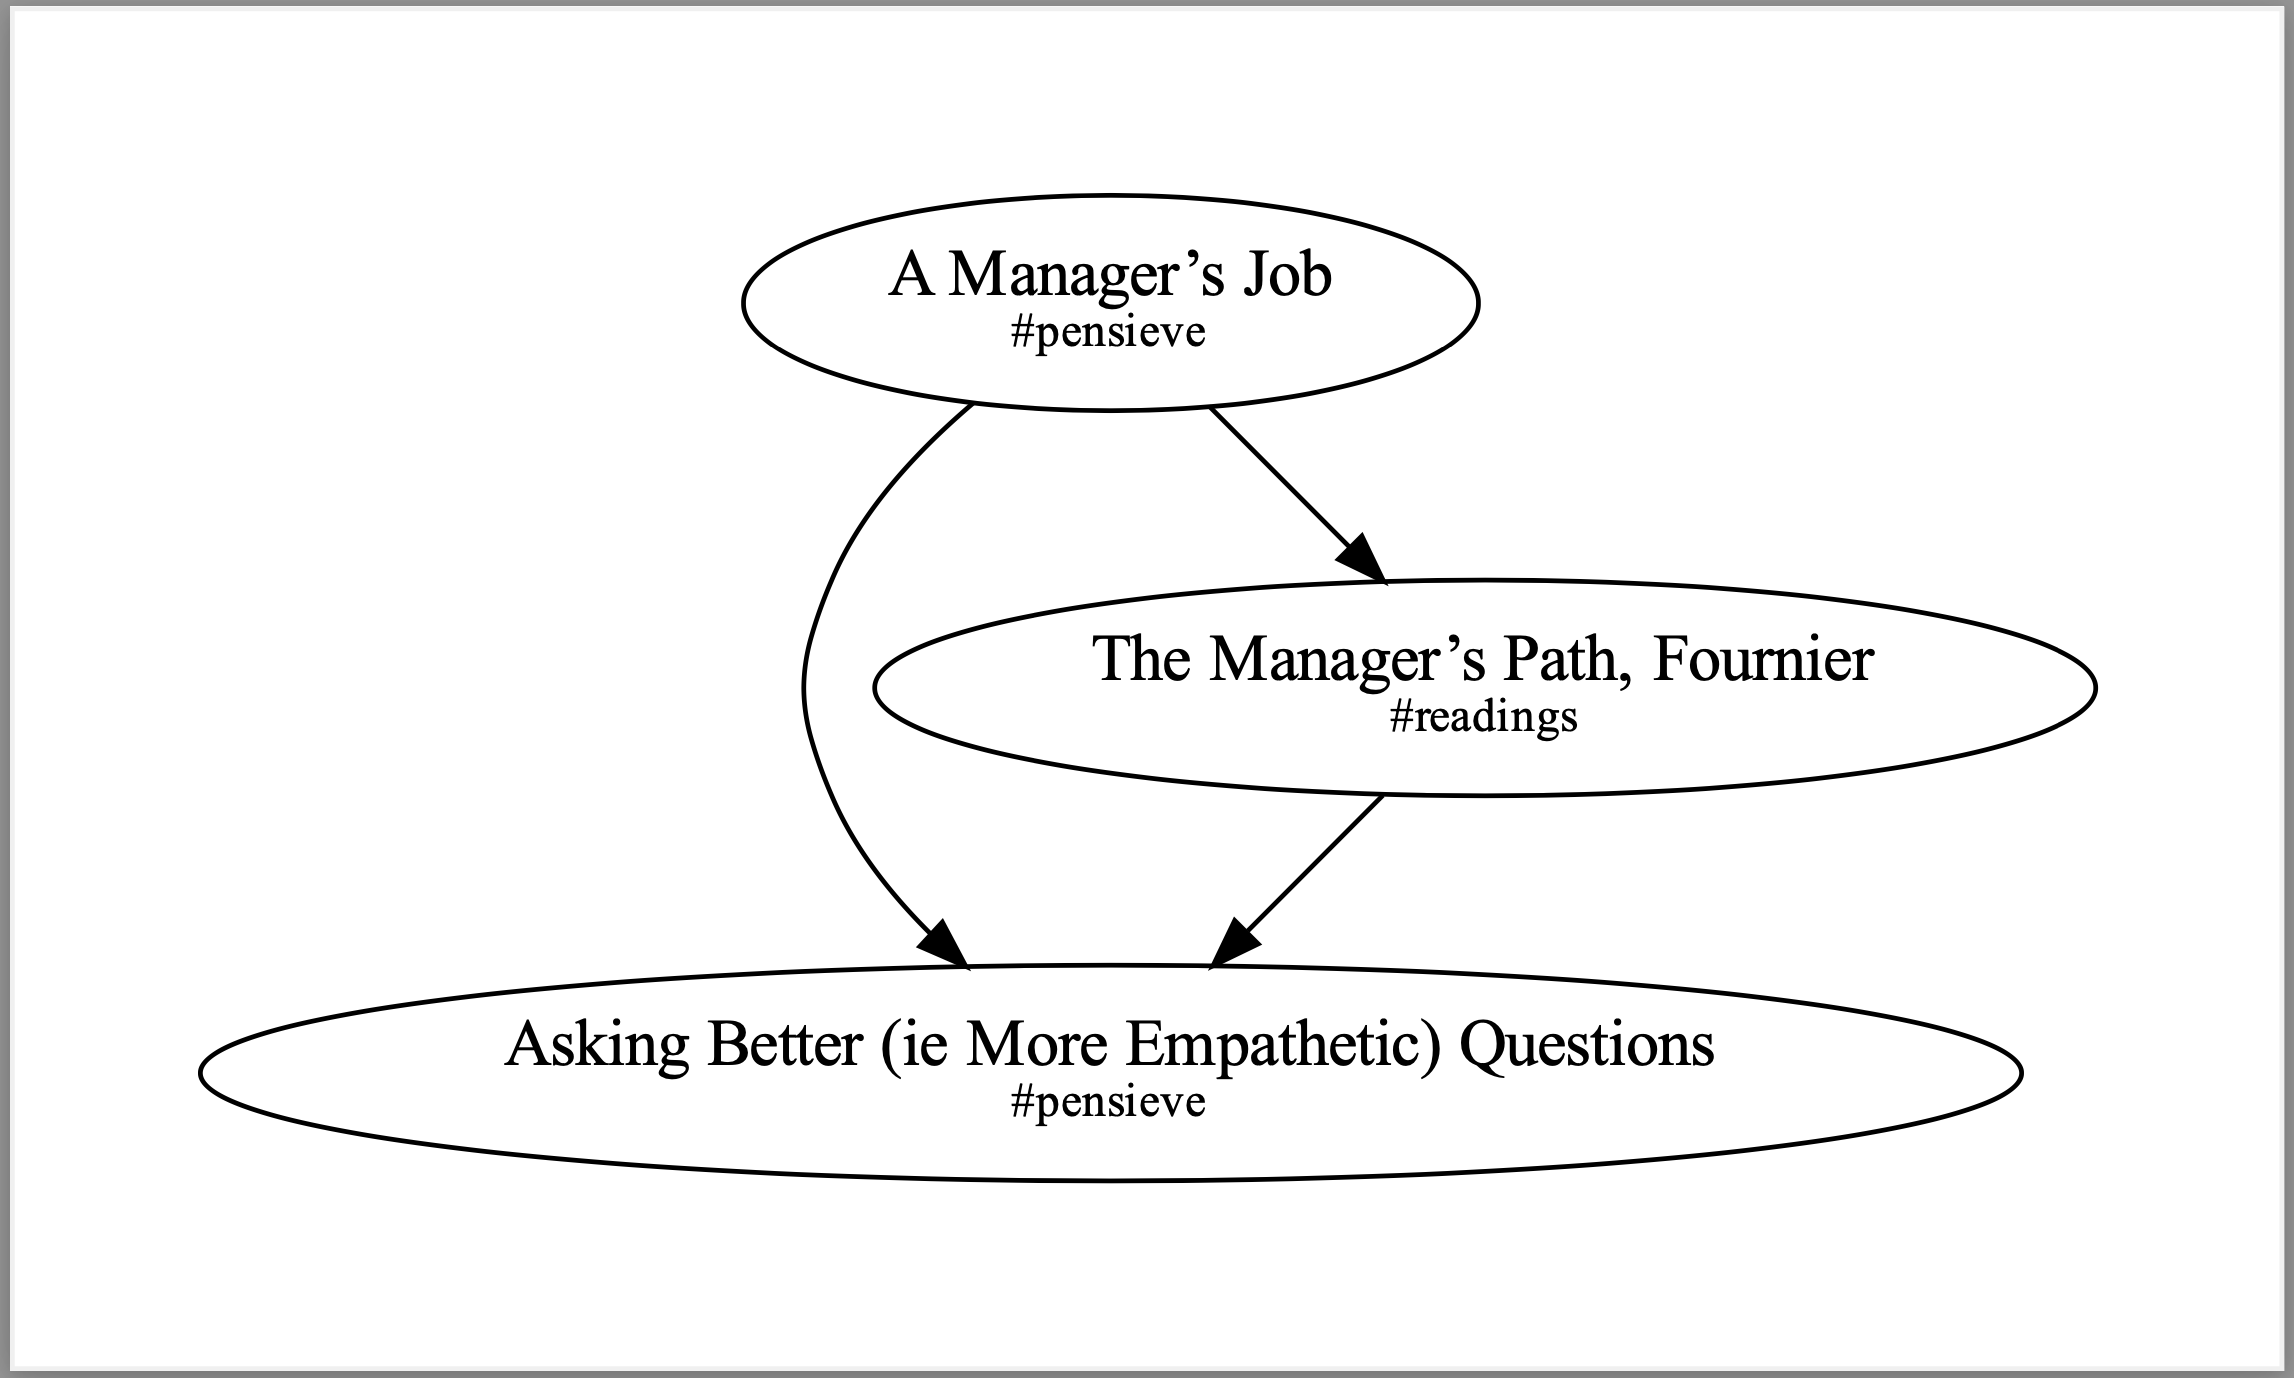 A Manager’s Job
#pensieve
The Manager’s Path, Fournier
#readings
Asking Better (ie More Empathetic) Questions
#pensieve